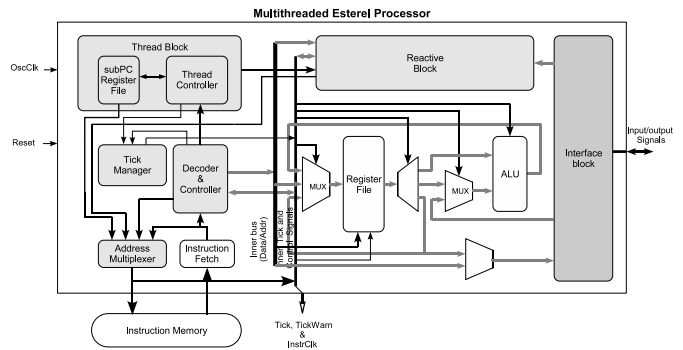 Multithreaded Esterel Processor
Thread Block
subPC
Register
File
Thread
Controller
Reactive
Block
OscClk
Reset
Tick
Manager
Decoder
&
Controller
MUX
Register
File
MUX
ALU
Interface
block
Input/output
Signals
Address
Multiplexer
Instruction
Fetch
Inner bus
(Data/Addr)
Inner Tick and
Control Signals
Instruction Memory
Tick, TickWarn
&
InstrClk